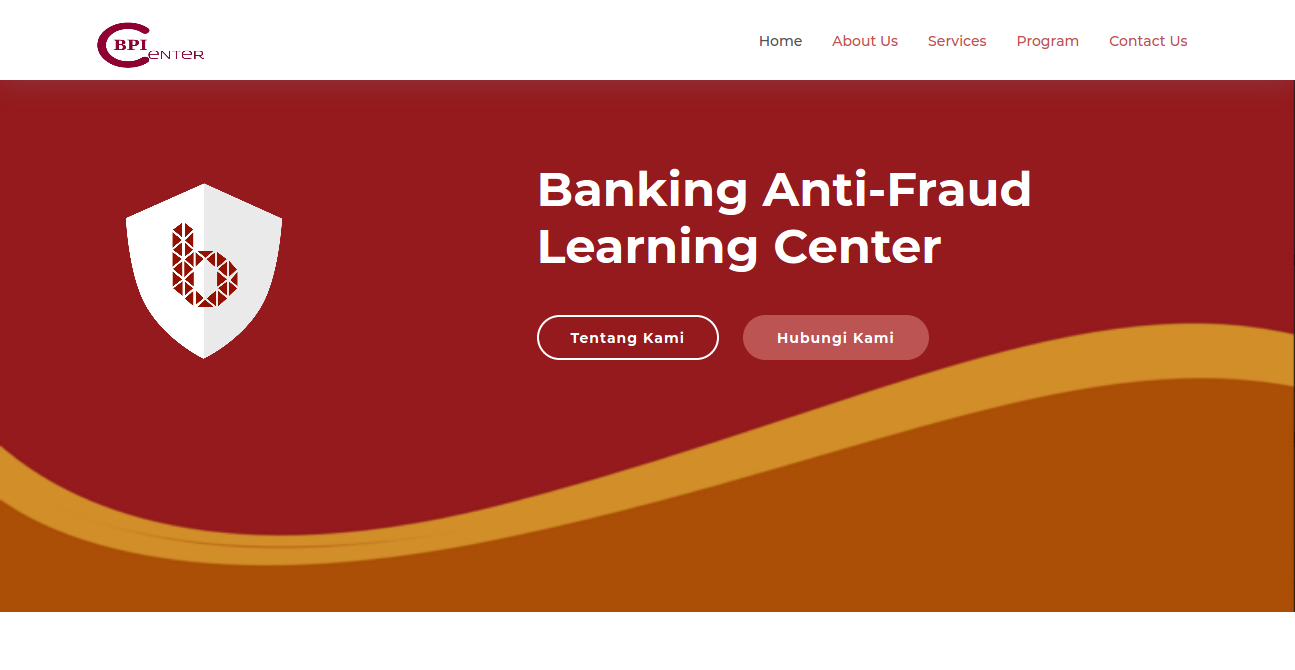 BPI CENTER
Home About Us Services Program Contact Us
b
Banking Anti-Fraud
Learning Center
Tentang Kami Hubungi Kami